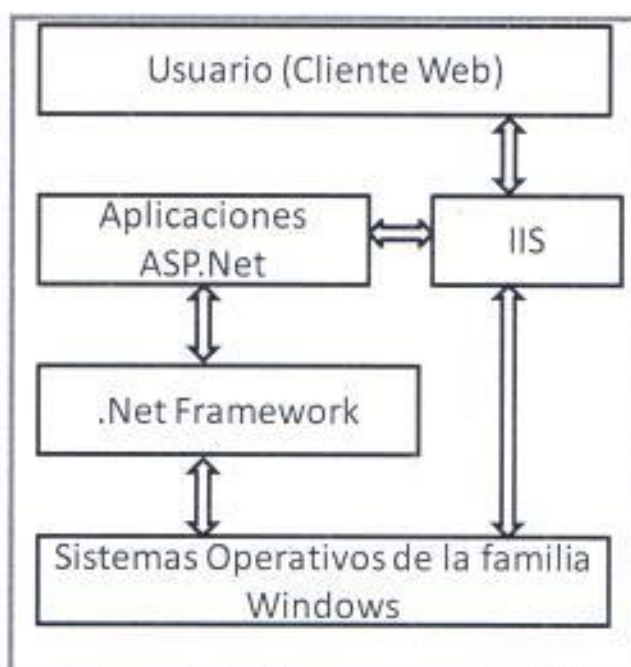 Usuario (Cliente Web)
Aplicaciones
ASP.Net
IIS
.Net Framework
Sistemas Operativos de la familia
Windows